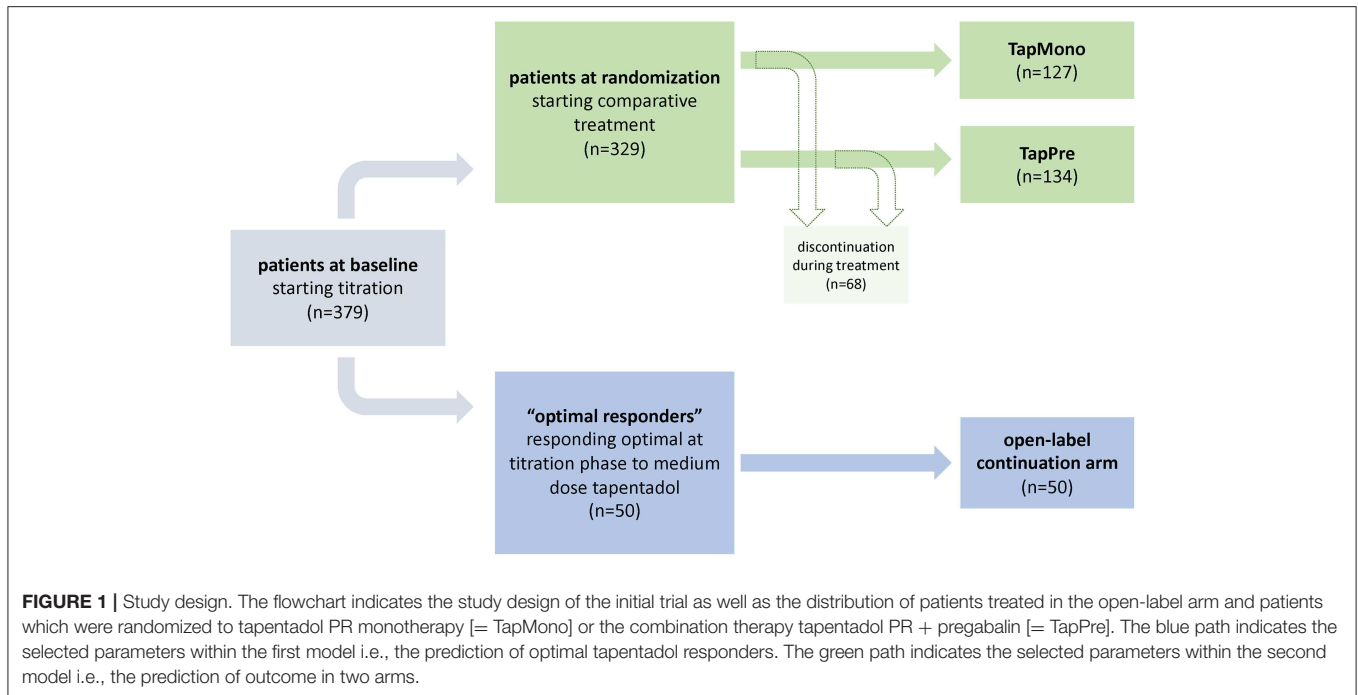 patients at randomization
starting comparative
treatment
(n=329)
TapMono
(n=127)
TapPre
(n=134)
discontinuation
during treatment
(n=68)
patients at baseline
starting titration
(n=379)
“optimal responders”
responding optimal at
titration phase to medium
dose tapentadol
(n=50)
open-label
continuation arm
(n=50)
FIGURE 1 | Study design. The flowchart indicates the study design of the initial trial as well as the distribution of patients treated in the open-label arm and patients
which were randomized to tapentadol PR monotherapy [= TapMono] or the combination therapy tapentadol PR + pregabalin [= TapPre]. The blue path indicates the
selected parameters within the first model i.e., the prediction of optimal tapentadol responders. The green path indicates the selected parameters within the second
model i.e., the prediction of outcome in two arms.